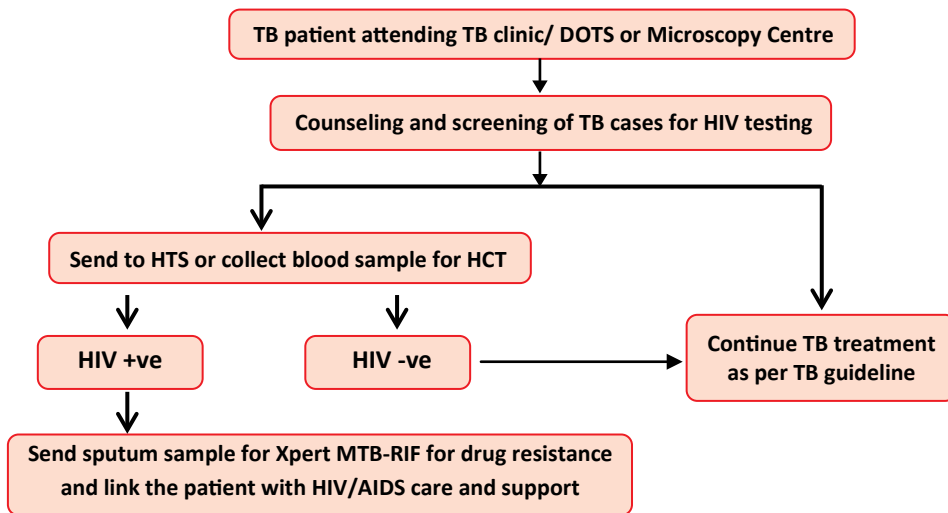 TB patient attending TB clinic/ DOTS or Microscopy Centre
Counseling and screening of TB cases for HIV testing
Send to HTS or collect blood sample for HCT
HIV +ve
HIV -ve
Continue TB treatment
as per TB guideline
Send sputum sample for Xpert MTB-RIF for drug resistance
and link the patient with HIV/AIDS care and support